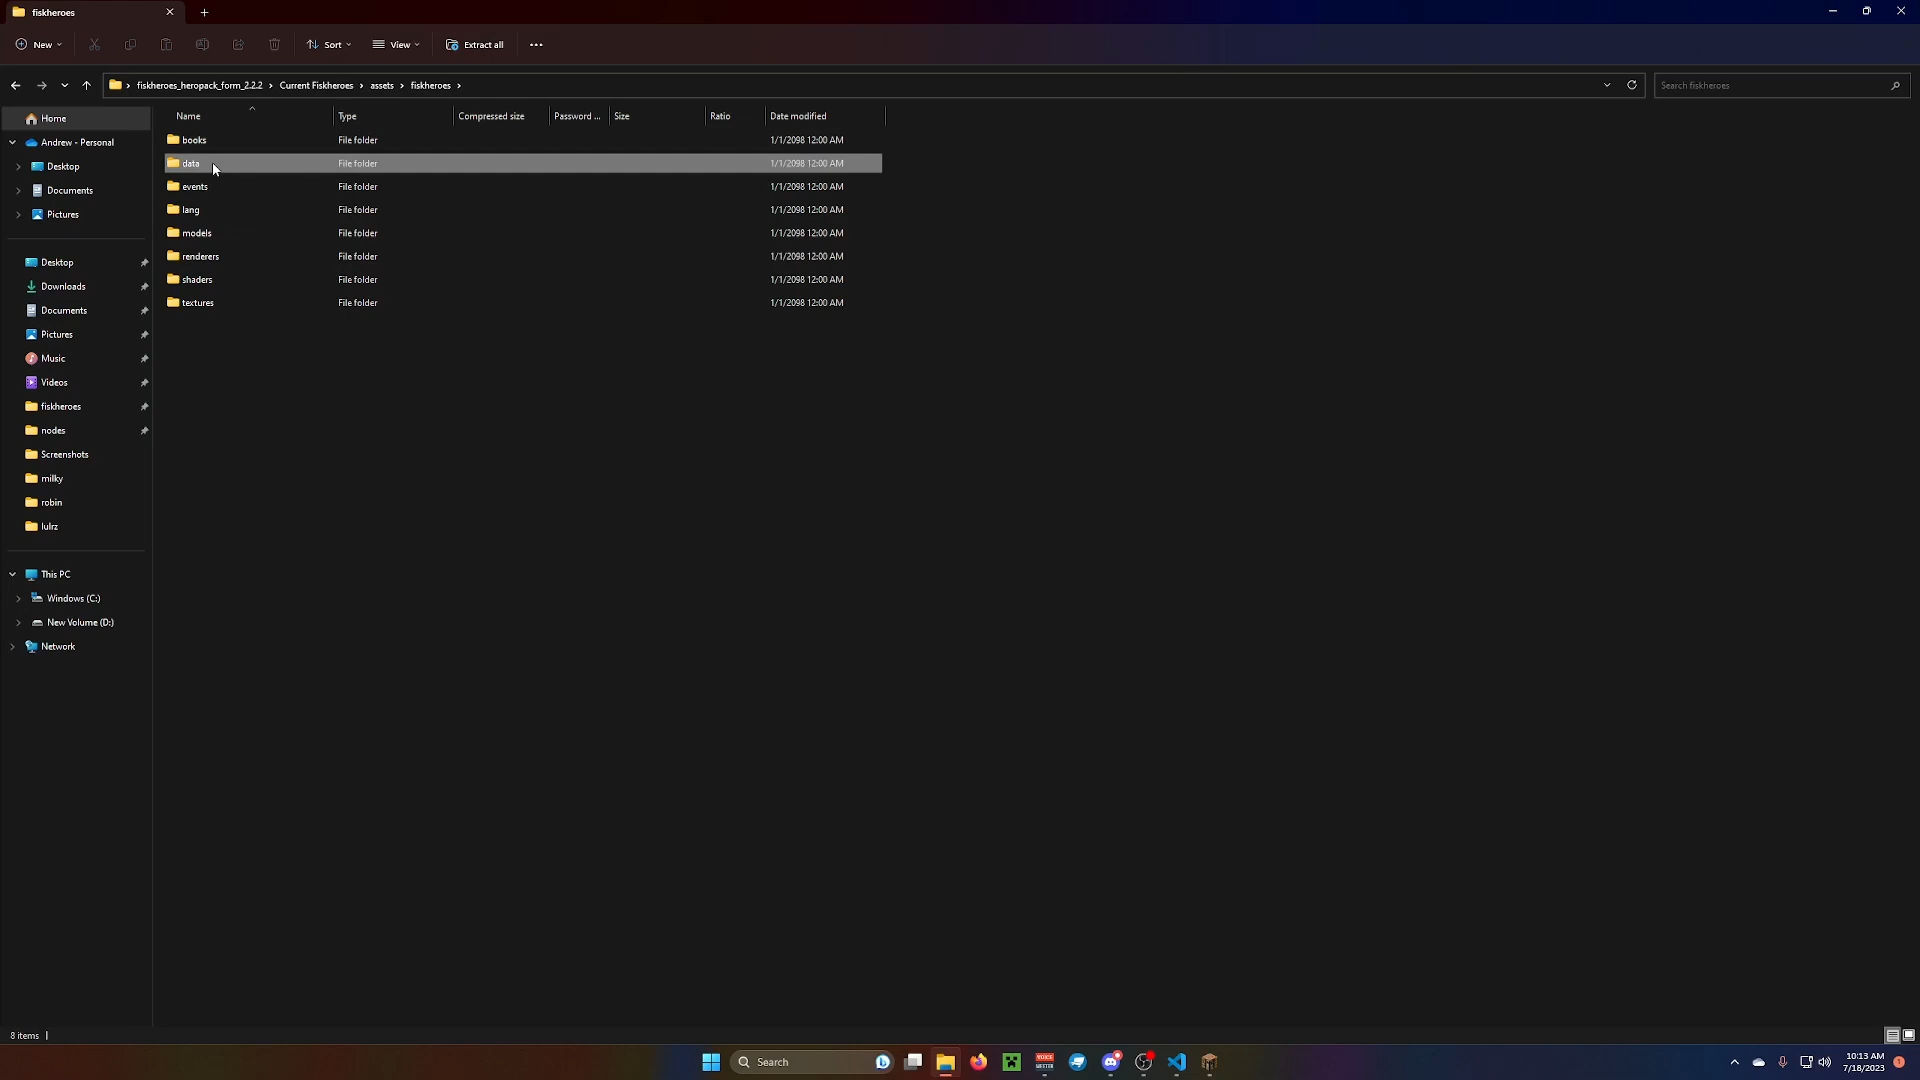 fiskheroes
New
Sort
View
Extract all
fiskheroes_heropack_form_2.2.2 > Current Fiskheroes > assets > fiskheroes >
Search fiskheroes
Name Type Compressed size Password ... Size Ratio Date modified
books File folder 1/1/2098 12:00 AM
data File folder 1/1/2098 12:00 AM
events File folder 1/1/2098 12:00 AM
lang File folder 1/1/2098 12:00 AM
models File folder 1/1/2098 12:00 AM
renderers File folder 1/1/2098 12:00 AM
shaders File folder 1/1/2098 12:00 AM
textures File folder 1/1/2098 12:00 AM
Home
Andrew - Personal
Desktop
Documents
Pictures
Desktop
Downloads
Documents
Pictures
Music
Videos
fiskheroes
nodes
Screenshots
milky
robin
lulrz
This PC
Windows (C:)
New Volume (D:)
Network
8 items
Search
VOICE
MEETER
10:13 AM
7/18/2023
1